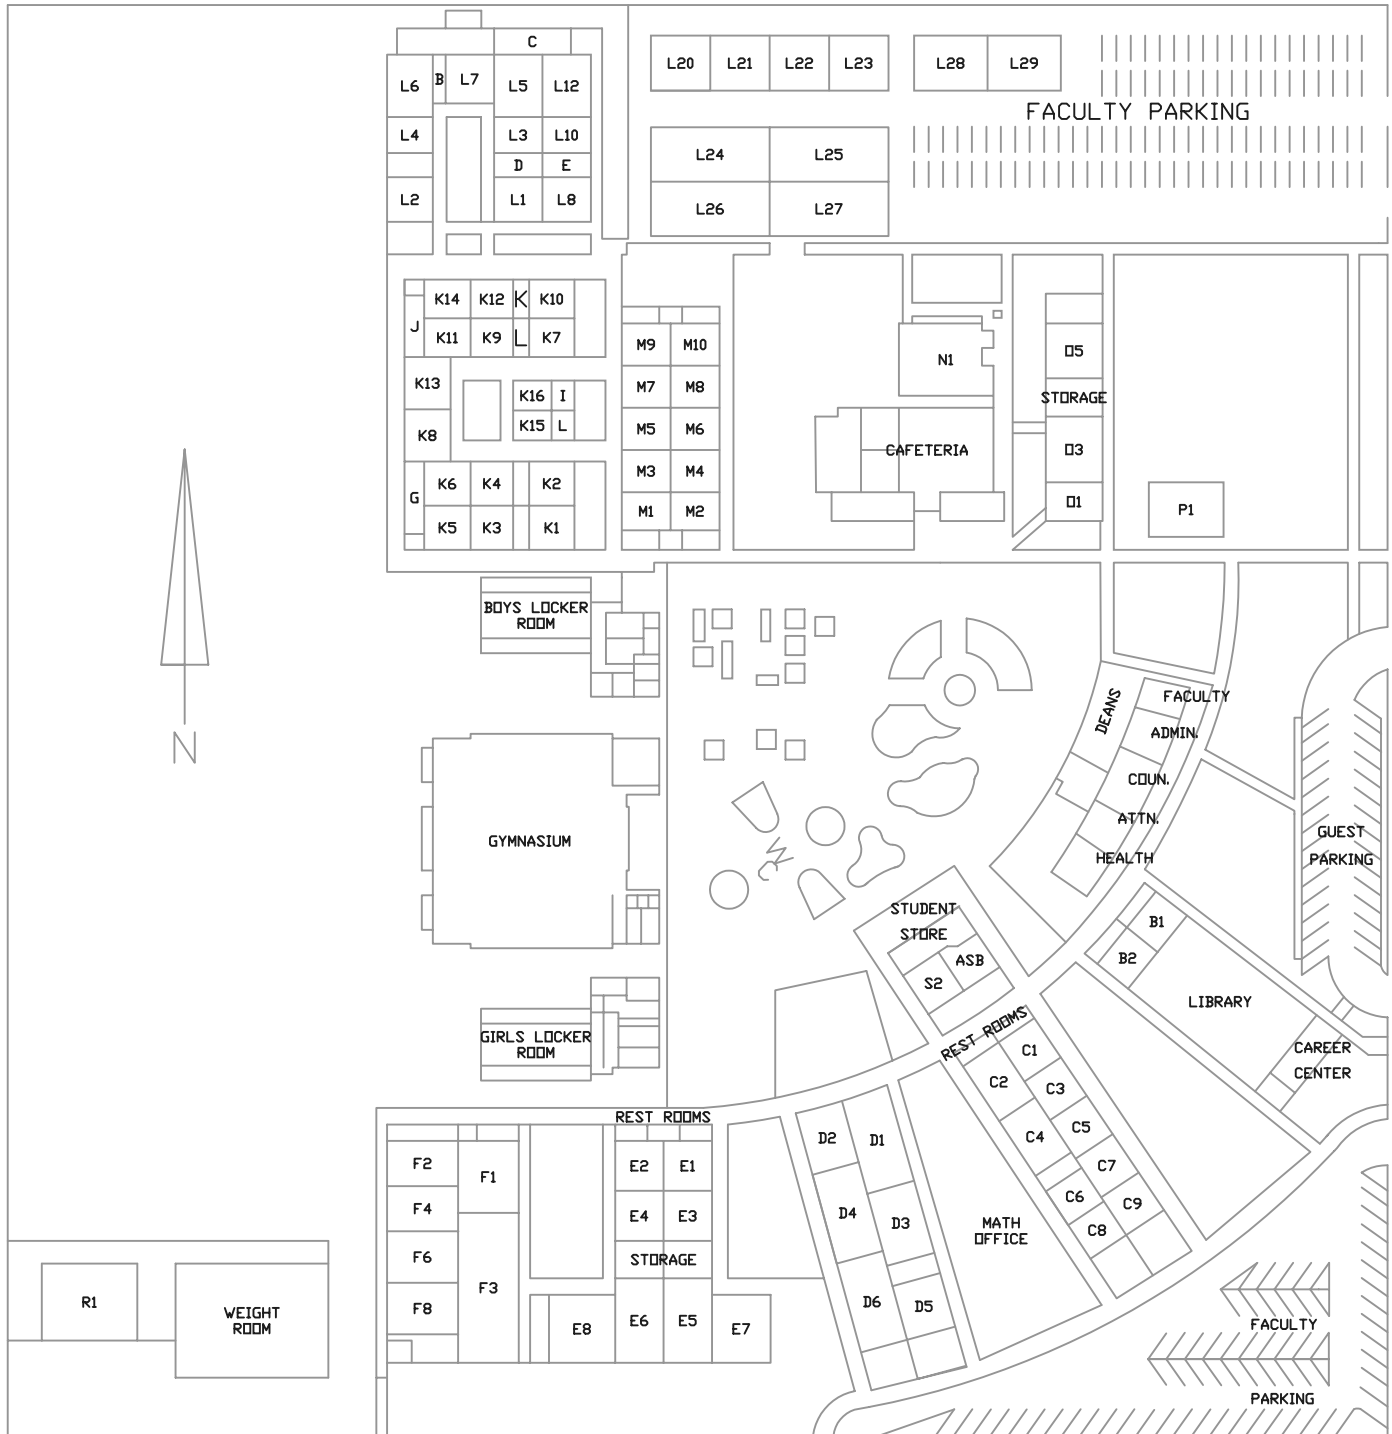 C
L6
B
L7
L5
L12
L4
L3
L10
D
E
L2
L1
L8
L20
L21
L22
L23
L28
L29
FACULTY PARKING
L24
L25
L26
L27
K14
K12
K
K10
J
K11
K9
L
K7
K13
K16
I
K8
K15
L
G
K6
K4
K2
K5
K3
K1
M9
M10
M7
M8
M5
M6
M3
M4
M1
M2
N1
CAFETERIA
O5
STORAGE
O3
O1
P1
N
BOYS LOCKER
ROOM
GYMNASIUM
GIRLS LOCKER
ROOM
W
C
DEANS
FACULTY
ADMIN.
COUN.
ATTN.
HEALTH
GUEST
PARKING
STUDENT
STORE
ASB
S2
B1
B2
LIBRARY
CAREER
CENTER
REST ROOMS
C1
C2
C3
C4
C5
C7
C6
C9
C8
MATH
OFFICE
D2
D1
D4
D3
D6
D5
REST ROOMS
F2
F1
F4
F6
F3
F8
E2
E1
E4
E3
STORAGE
E6
E5
E8
E7
R1
WEIGHT
ROOM
FACULTY
PARKING